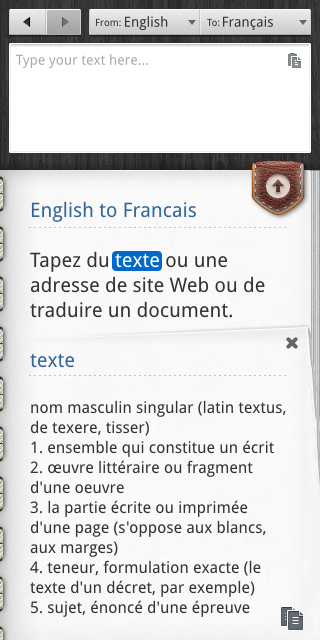 From: English To: Français
Type your text here...
English to Francais
Tapez du texte ou une
adresse de site Web ou de
traduire un document.
texte
nom masculin singular (latin textus,
de texere, tisser)
1. ensemble qui constitue un écrit
2. œuvre littéraire ou fragment
d'une oeuvre
3. la partie écrite ou imprimée
d'une page (s'oppose aux blancs,
aux marges)
4. teneur, formulation exacte (le
texte d'un décret, par exemple)
5. sujet, énoncé d'une épreuve